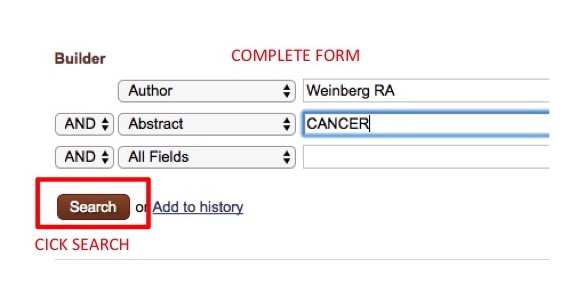 Builder COMPLETE FORM
Author Weinberg RA
AND Abstract CANCER
AND All Fields
Search or Add to history
CICK SEARCH